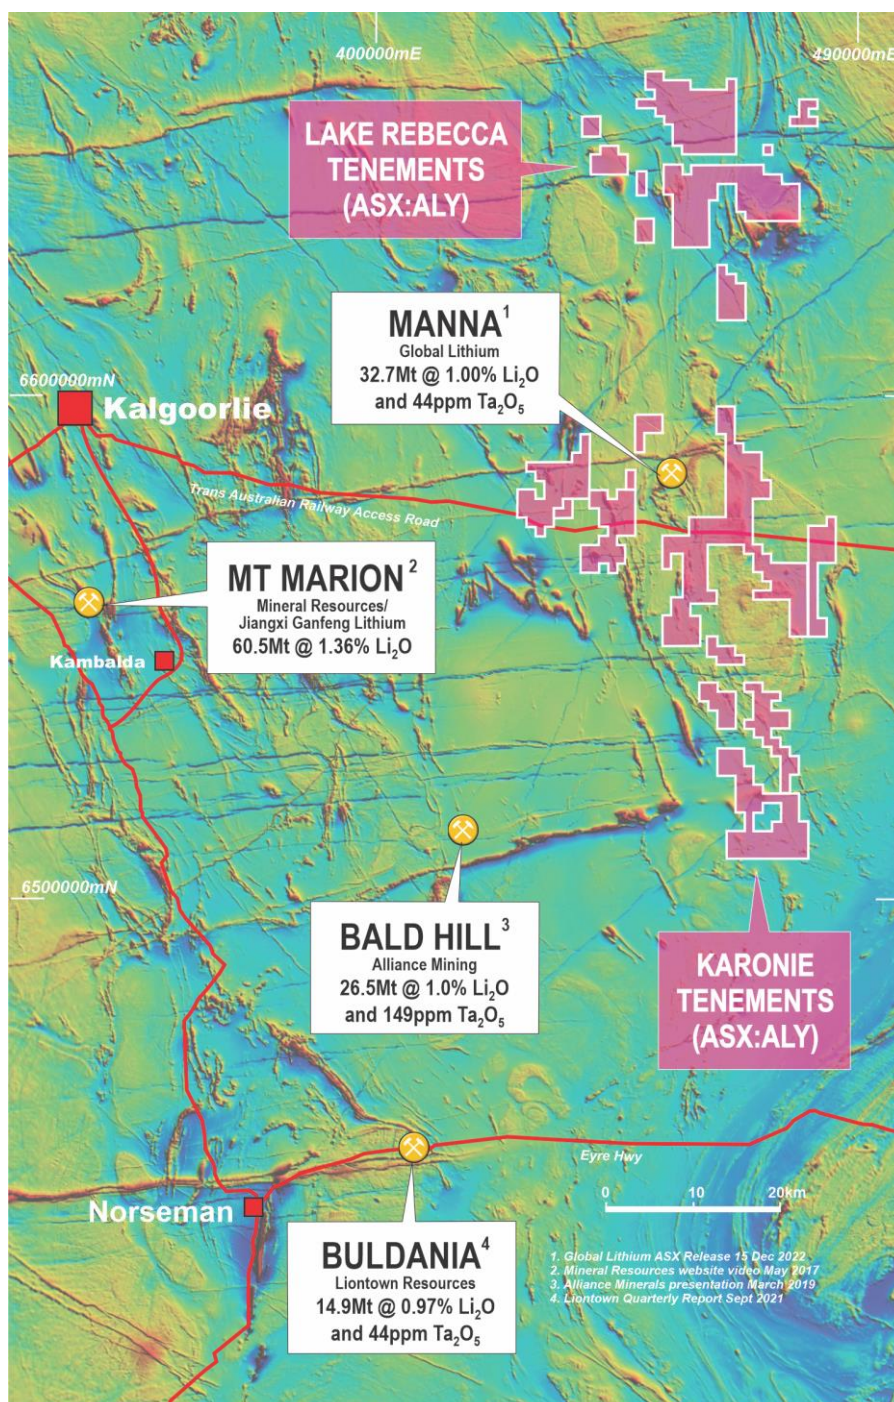 400000mE
490000mE
LAKE REBECCA
TENEMENTS
(ASX:ALY)
MANNA¹
Global Lithium
32.7Mt @ 1.00% Li₂O
and 44ppm Ta₂O₅
6600000mN
Kalgoorlie
Trans Australian Railway Access Road
MT MARION²
Mineral Resources/
Jiangxi Ganfeng Lithium
60.5Mt @ 1.36% Li₂O
Kambalda
6500000mN
BALD HILL³
Alliance Mining
26.5Mt @ 1.0% Li₂O
and 149ppm Ta₂O₅
KARONIE
TENEMENTS
(ASX:ALY)
Eyre Hwy
Norseman
0 10 20km
BULDANIA⁴
Liontown Resources
14.9Mt @ 0.97% Li₂O
and 44ppm Ta₂O₅
1. Global Lithium ASX Release 15 Dec 2022
2. Mineral Resources website video May 2017
3. Alliance Minerals presentation March 2019
4. Liontown Quarterly Report Sept 2021